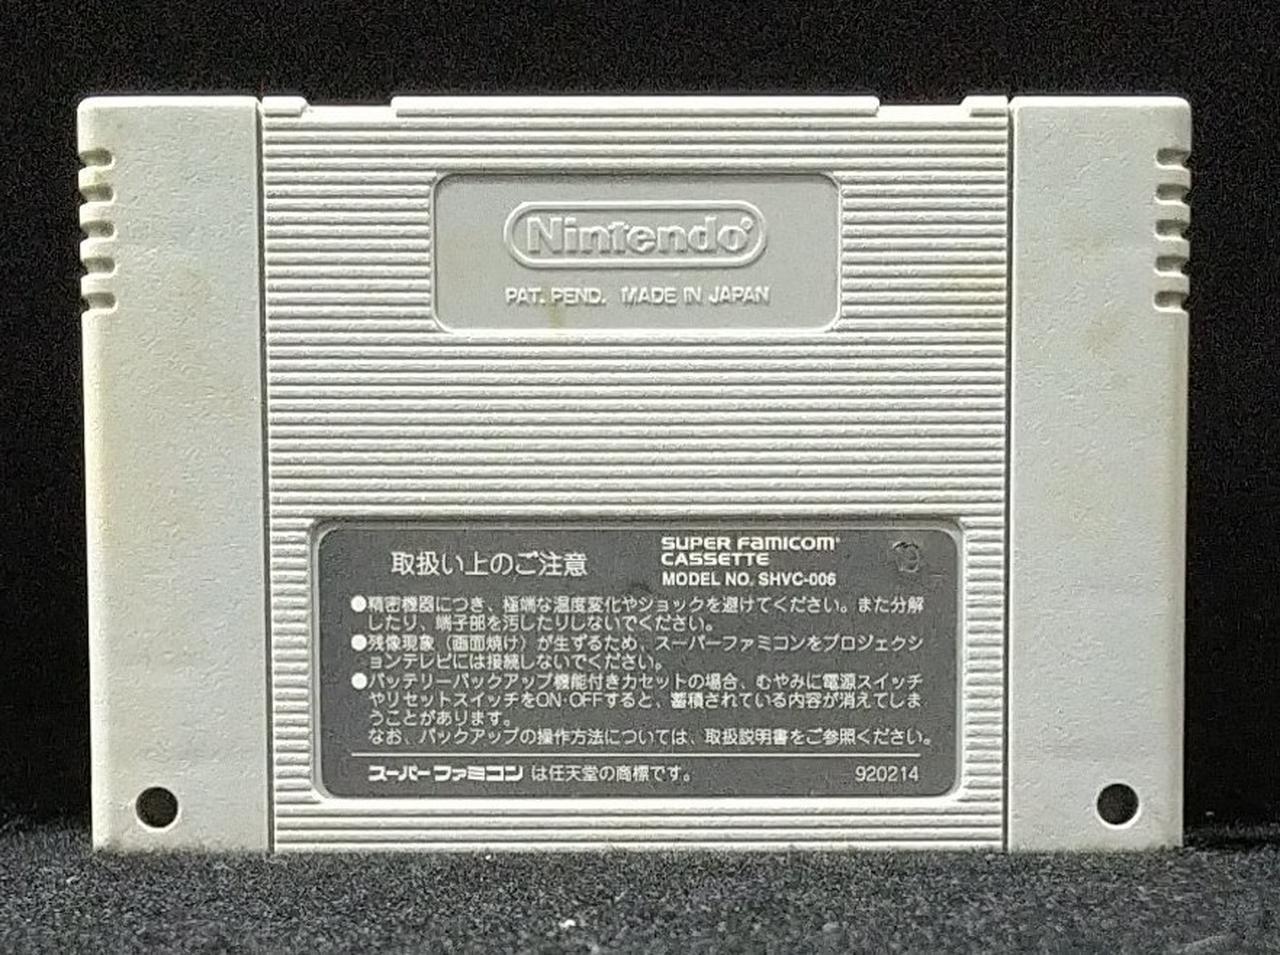 Nintendo®
PAT. PEND. MADE IN JAPAN
取扱い上のご注意
SUPER FAMICOM®
CASSETTE
MODEL NO. SHVC-006
●精密機器につき、極端な温度変化やショックを避けてください。また分解
したり、端子部を汚したりしないでください。
●残像現象（画面焼け）が生ずるため、スーパーファミコンをプロジェクシ
ョンテレビには接続しないでください。
●バッテリーバックアップ機能付きカセットの場合、むやみに電源スイッチ
やリセットスイッチをON·OFFすると、蓄積されている内容が消えてしま
うことがあります。
なお、バックアップの操作方法については、取扱説明書をご参照ください。
スーパーファミコン は任天堂の商標です。
920214